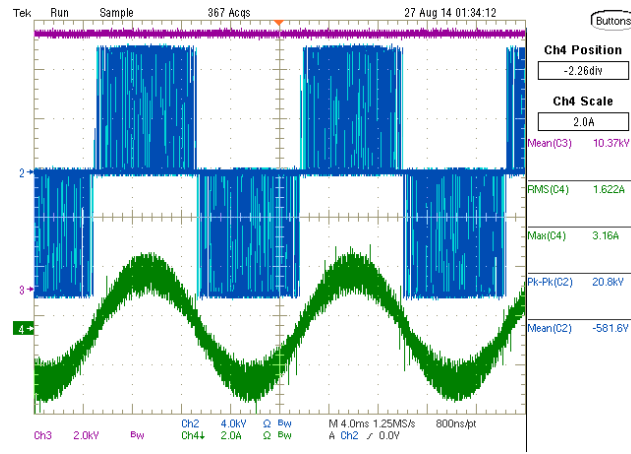 Tek Run Sample 367 Acqs 27 Aug 14 01:34:12
Buttons
Ch4 Position
-2.26div
Ch4 Scale
2.0A
Mean(C3) 10.37kV
RMS(C4) 1.622A
Max(C4) 3.16A
Pk-Pk(C2) 20.8kV
Mean(C2) -581.6V
2
3
4
Ch2 4.0kV Ω Bw M 4.0ms 1.25MS/s 800ns/pt
Ch3 2.0kV Bw Ch4↓ 2.0A Ω Bw A Ch2 ∕ 0.0V